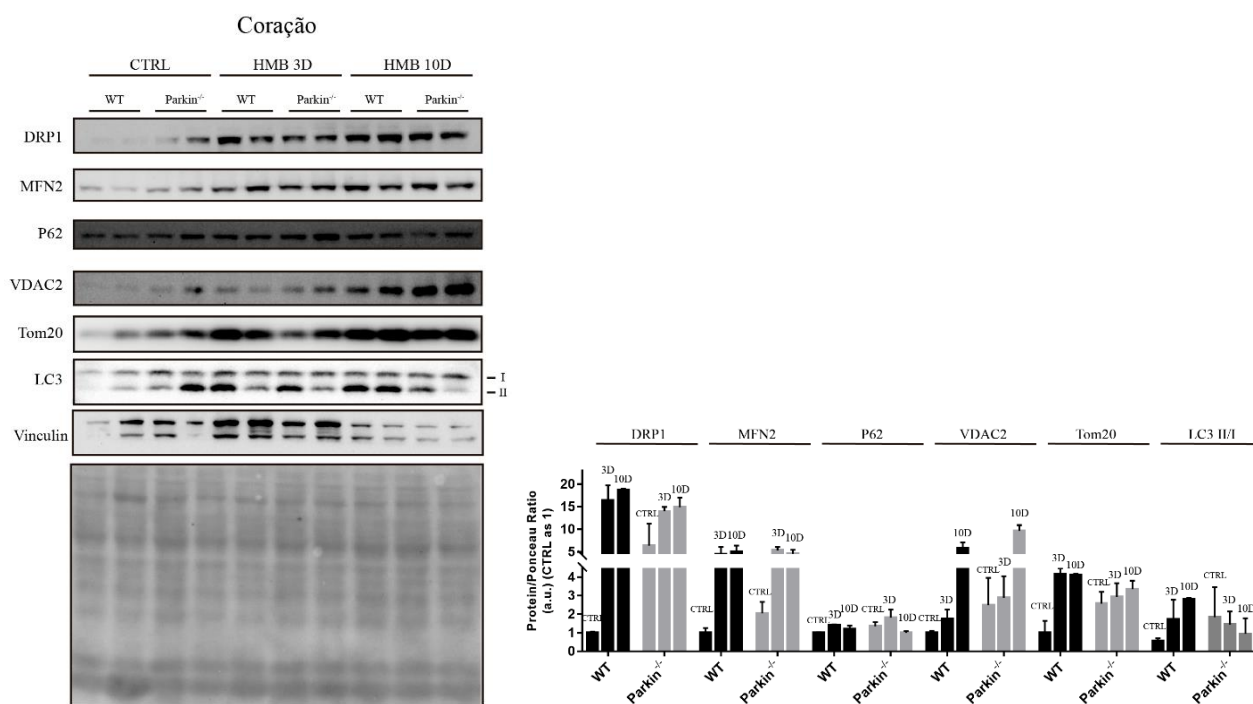 Coração
CTRL HMB 3D HMB 10D
WT Parkin-/- WT Parkin-/- WT Parkin-/-
DRP1
MFN2
P62
VDAC2
Tom20
LC3
I
II
Vinculin
DRP1 MFN2 P62 VDAC2 Tom20 LC3 II/I
Protein/Ponceau Ratio
(a.u.) (CTRL as 1)
20
15
10
5
4
3
2
1
0
CTRL 3D 10D CTRL 3D 10D
CTRL 3D 10D CTRL 3D 10D
CTRL 3D 10D CTRL 3D 10D
CTRL 3D 10D CTRL 3D 10D
CTRL 3D 10D CTRL 3D 10D
CTRL 3D 10D CTRL 3D 10D
WT Parkin-/- WT Parkin-/- WT Parkin-/- WT Parkin-/- WT Parkin-/- WT Parkin-/-